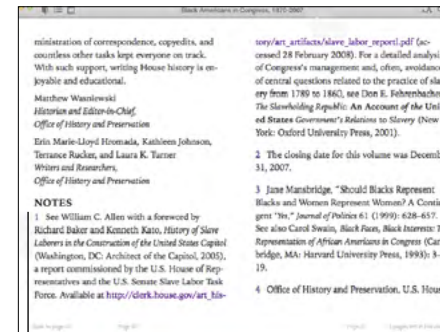 Black Americans in Congress, 1870-2007
ministration of correspondence, copyedits, and
countless other tasks kept everyone on track.
With such support, writing House history is en-
joyable and educational.
Matthew Wasniewski
Historian and Editor-in-Chief,
Office of History and Preservation
Erin Marie-Lloyd Hromada, Kathleen Johnson,
Terrance Rucker, and Laura K. Turner
Writers and Researchers,
Office of History and Preservation
NOTES
1 See William C. Allen with a foreword by
Richard Baker and Kenneth Kato, History of Slave
Laborers in the Construction of the United States Capitol
(Washington, DC: Architect of the Capitol, 2005),
a report commissioned by the U.S. House of Rep-
resentatives and the U.S. Senate Slave Labor Task
Force. Available at http://clerk.house.gov/art_his-
tory/art_artifacts/slave_labor_reportl.pdf (ac-
cessed 28 February 2008). For a detailed analysi
of Congress's management and, often, avoidance
of central questions related to the practice of slav
ery from 1789 to 1860, see Don E. Fehrenbacher
The Slaveholding Republic: An Account of the Unit
ed States Government's Relations to Slavery (New
York: Oxford University Press, 2001).
2 The closing date for this volume was Decemb
31, 2007.
3 Jane Mansbridge, "Should Blacks Represent
Blacks and Women Represent Women? A Contin
gent 'Yes,'" Journal of Politics 61 (1999): 628–657.
See also Carol Swain, Black Faces, Black Interests: T
Representation of African Americans in Congress (Cam
bridge, MA: Harvard University Press, 1993): 3–
19.
4 Office of History and Preservation, U.S. Hous